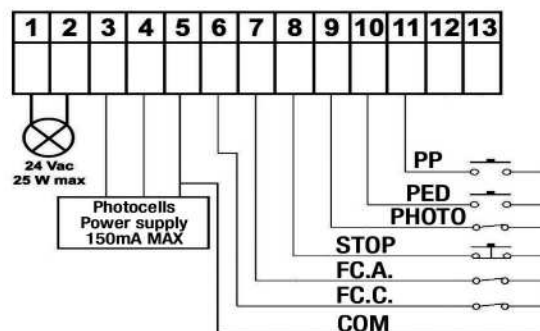 1 2 3 4 5 6 7 8 9 10 11 12 13
24 Vac
25 W max
Photocells
Power supply
150mA MAX
PP
PED
PHOTO
STOP
FC.A.
FC.C.
COM